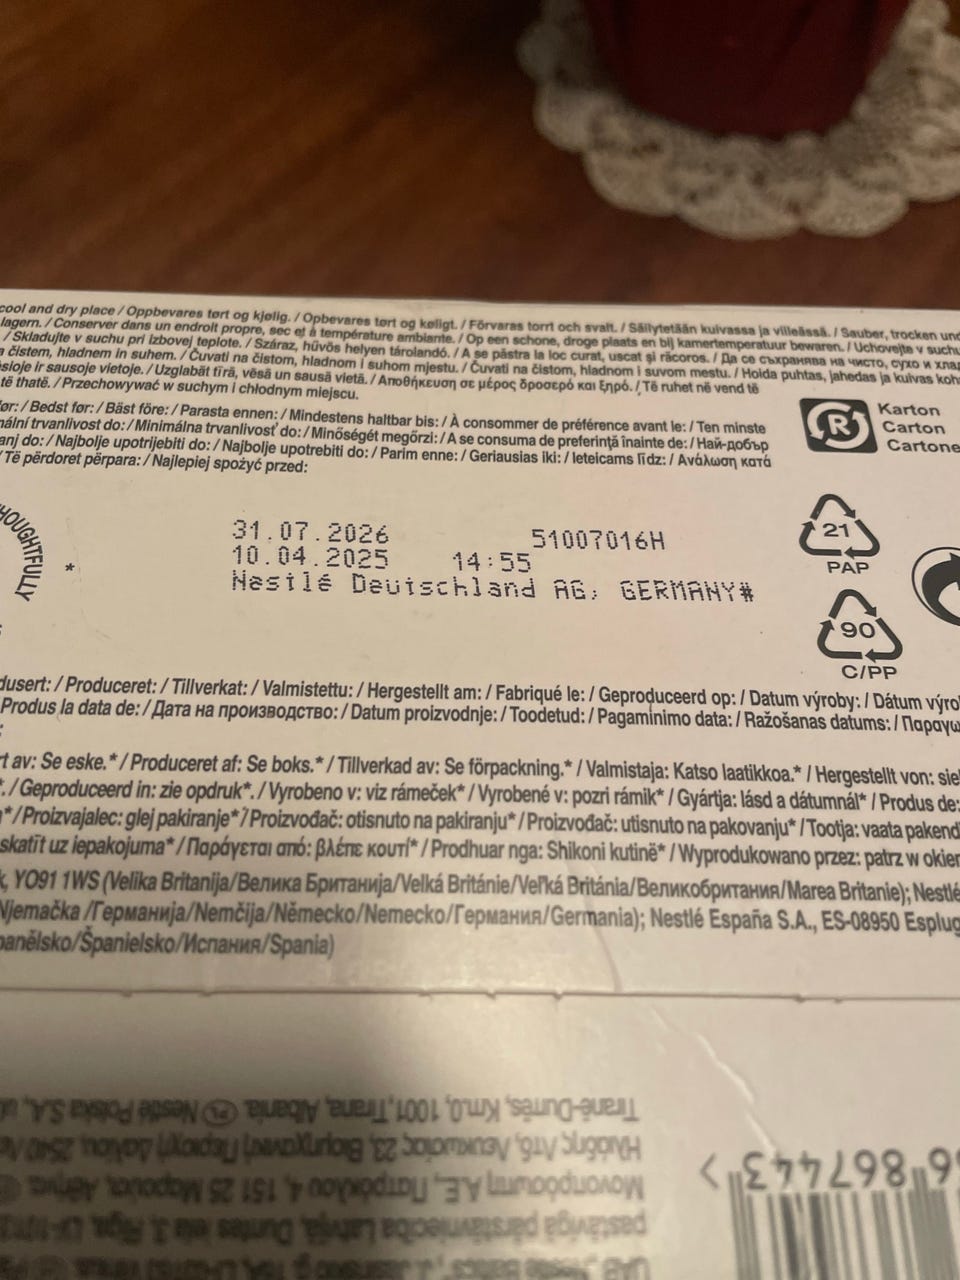 cool and dry place / Oppbevares tørt og kjølig. / Opbevares tørt og køligt. / Förvaras torrt och svalt. / Säilytetään kuivassa ja viileässä. / Sauber, trocken und
lagern. / Conserver dans un endroit propre, sec et à température ambiante. / Op een schone, droge plaats en bij kamertemperatuur bewaren. / Uchovejte v suchu
/ Skladujte v suchu pri izbovej teplote. / Száraz, hűvös helyen tárolandó. / A se păstra la loc curat, uscat și răcoros. / Да се съхранява на чисто, сухо и
čistem, hladnem in suhem. / Čuvati na čistom, hladnom i suhom mjestu. / Čuvati na čistom, hladnom i suvom mestu. / Hoida puhtas, jahedas ja kuivas
ir sausoje vietoje. / Uzglabāt tīrā, vēsā un sausā vietā. / Αποθήκευση σε μέρος δροσερό και ξηρό. / Të ruhet në vend të
të thatë. / Przechowywać w suchym i chłodnym miejscu.
før: / Bedst før: / Bäst före: / Parasta ennen: / Mindestens haltbar bis: / À consommer de préférence avant le: / Ten minste
trvanlivost do: / Minimálna trvanlivosť do: / Minőségét megőrzi: / A se consuma de preferință înainte de: / Най-добър
do: / Najbolje upotrijebiti do: / Najbolje upotrebiti do: / Parim enne: / Geriausias iki: / Ieteicams līdz: / Ανάλωση κατά
/ Të përdoret përpara: / Najlepiej spożyć przed:
R
Karton
Carton
Cartone
THOUGHTFULLY
*
31.07.2026 51007016H
10.04.2025 14:55
Nestlé Deutschland AG, GERMANY#
21
PAP
90
C/PP
/ Produceret: / Tillverkat: / Valmistettu: / Hergestellt am: / Fabriqué le: / Geproduceerd op: / Datum výroby: / Dátum
Produs la data de: / Дата на производство: / Datum proizvodnje: / Toodetud: / Pagaminimo data: / Ražošanas datums: /
av: Se eske.* / Produceret af: Se boks.* / Tillverkad av: Se förpackning.* / Valmistaja: Katso laatikkoa.* / Hergestellt von:
/ Geproduceerd in: zie opdruk*. / Vyrobeno v: viz rámeček* / Vyrobené v: pozri rámik* / Gyártja: lásd a dátumnál* / Produs de:
/ Proizvajalec: glej pakiranje* / Proizvođač: otisnuto na pakiranju* / Proizvođač: utisnuto na pakovanju* / Tootja: vaata
skatīt uz iepakojuma* / Παράγεται από: βλέπε κουτί* / Prodhuar nga: Shikoni kutinë* / Wyprodukowano przez: patrz w
YO91 1WS (Velika Britanija/Велика Британија/Velká Británie/Veľká Británia/Великобритания/Marea Britanie); Nestlé
Njemačka /Германија/Nemčija/Německo/Nemecko/Германия/Germania); Nestlé España S.A., ES-08950
/Španielsko/Испания/Spania)
Tiranë-Durrës, Km.0, 1001, Tirana, Albania. PL Nestlé Polska S.A.,
867443 >